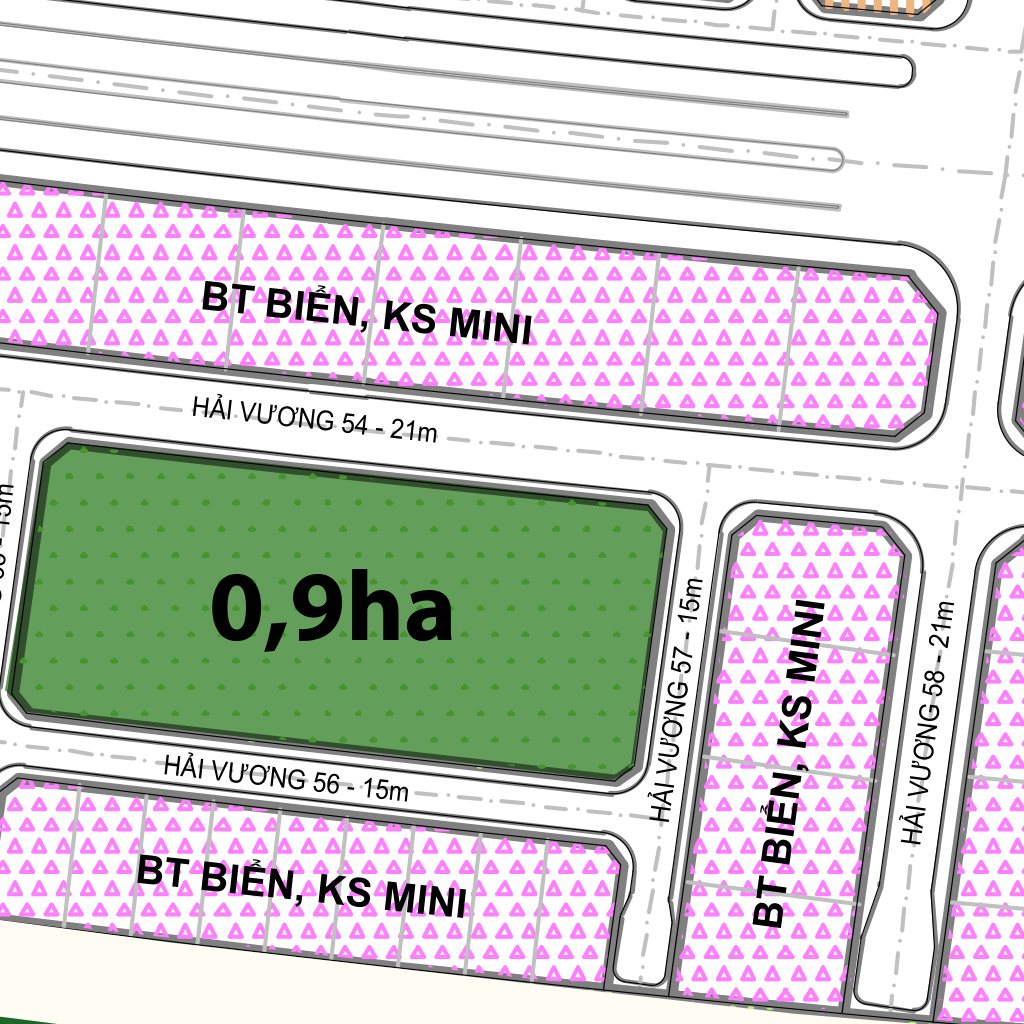 BT BIỂN, KS MINI
HẢI VƯƠNG 54 - 21m
0,9ha
HẢI VƯƠNG 57 - 15m
BT BIỂN, KS MINI
HẢI VƯƠNG 58 - 21m
HẢI VƯƠNG 56 - 15m
BT BIỂN, KS MINI